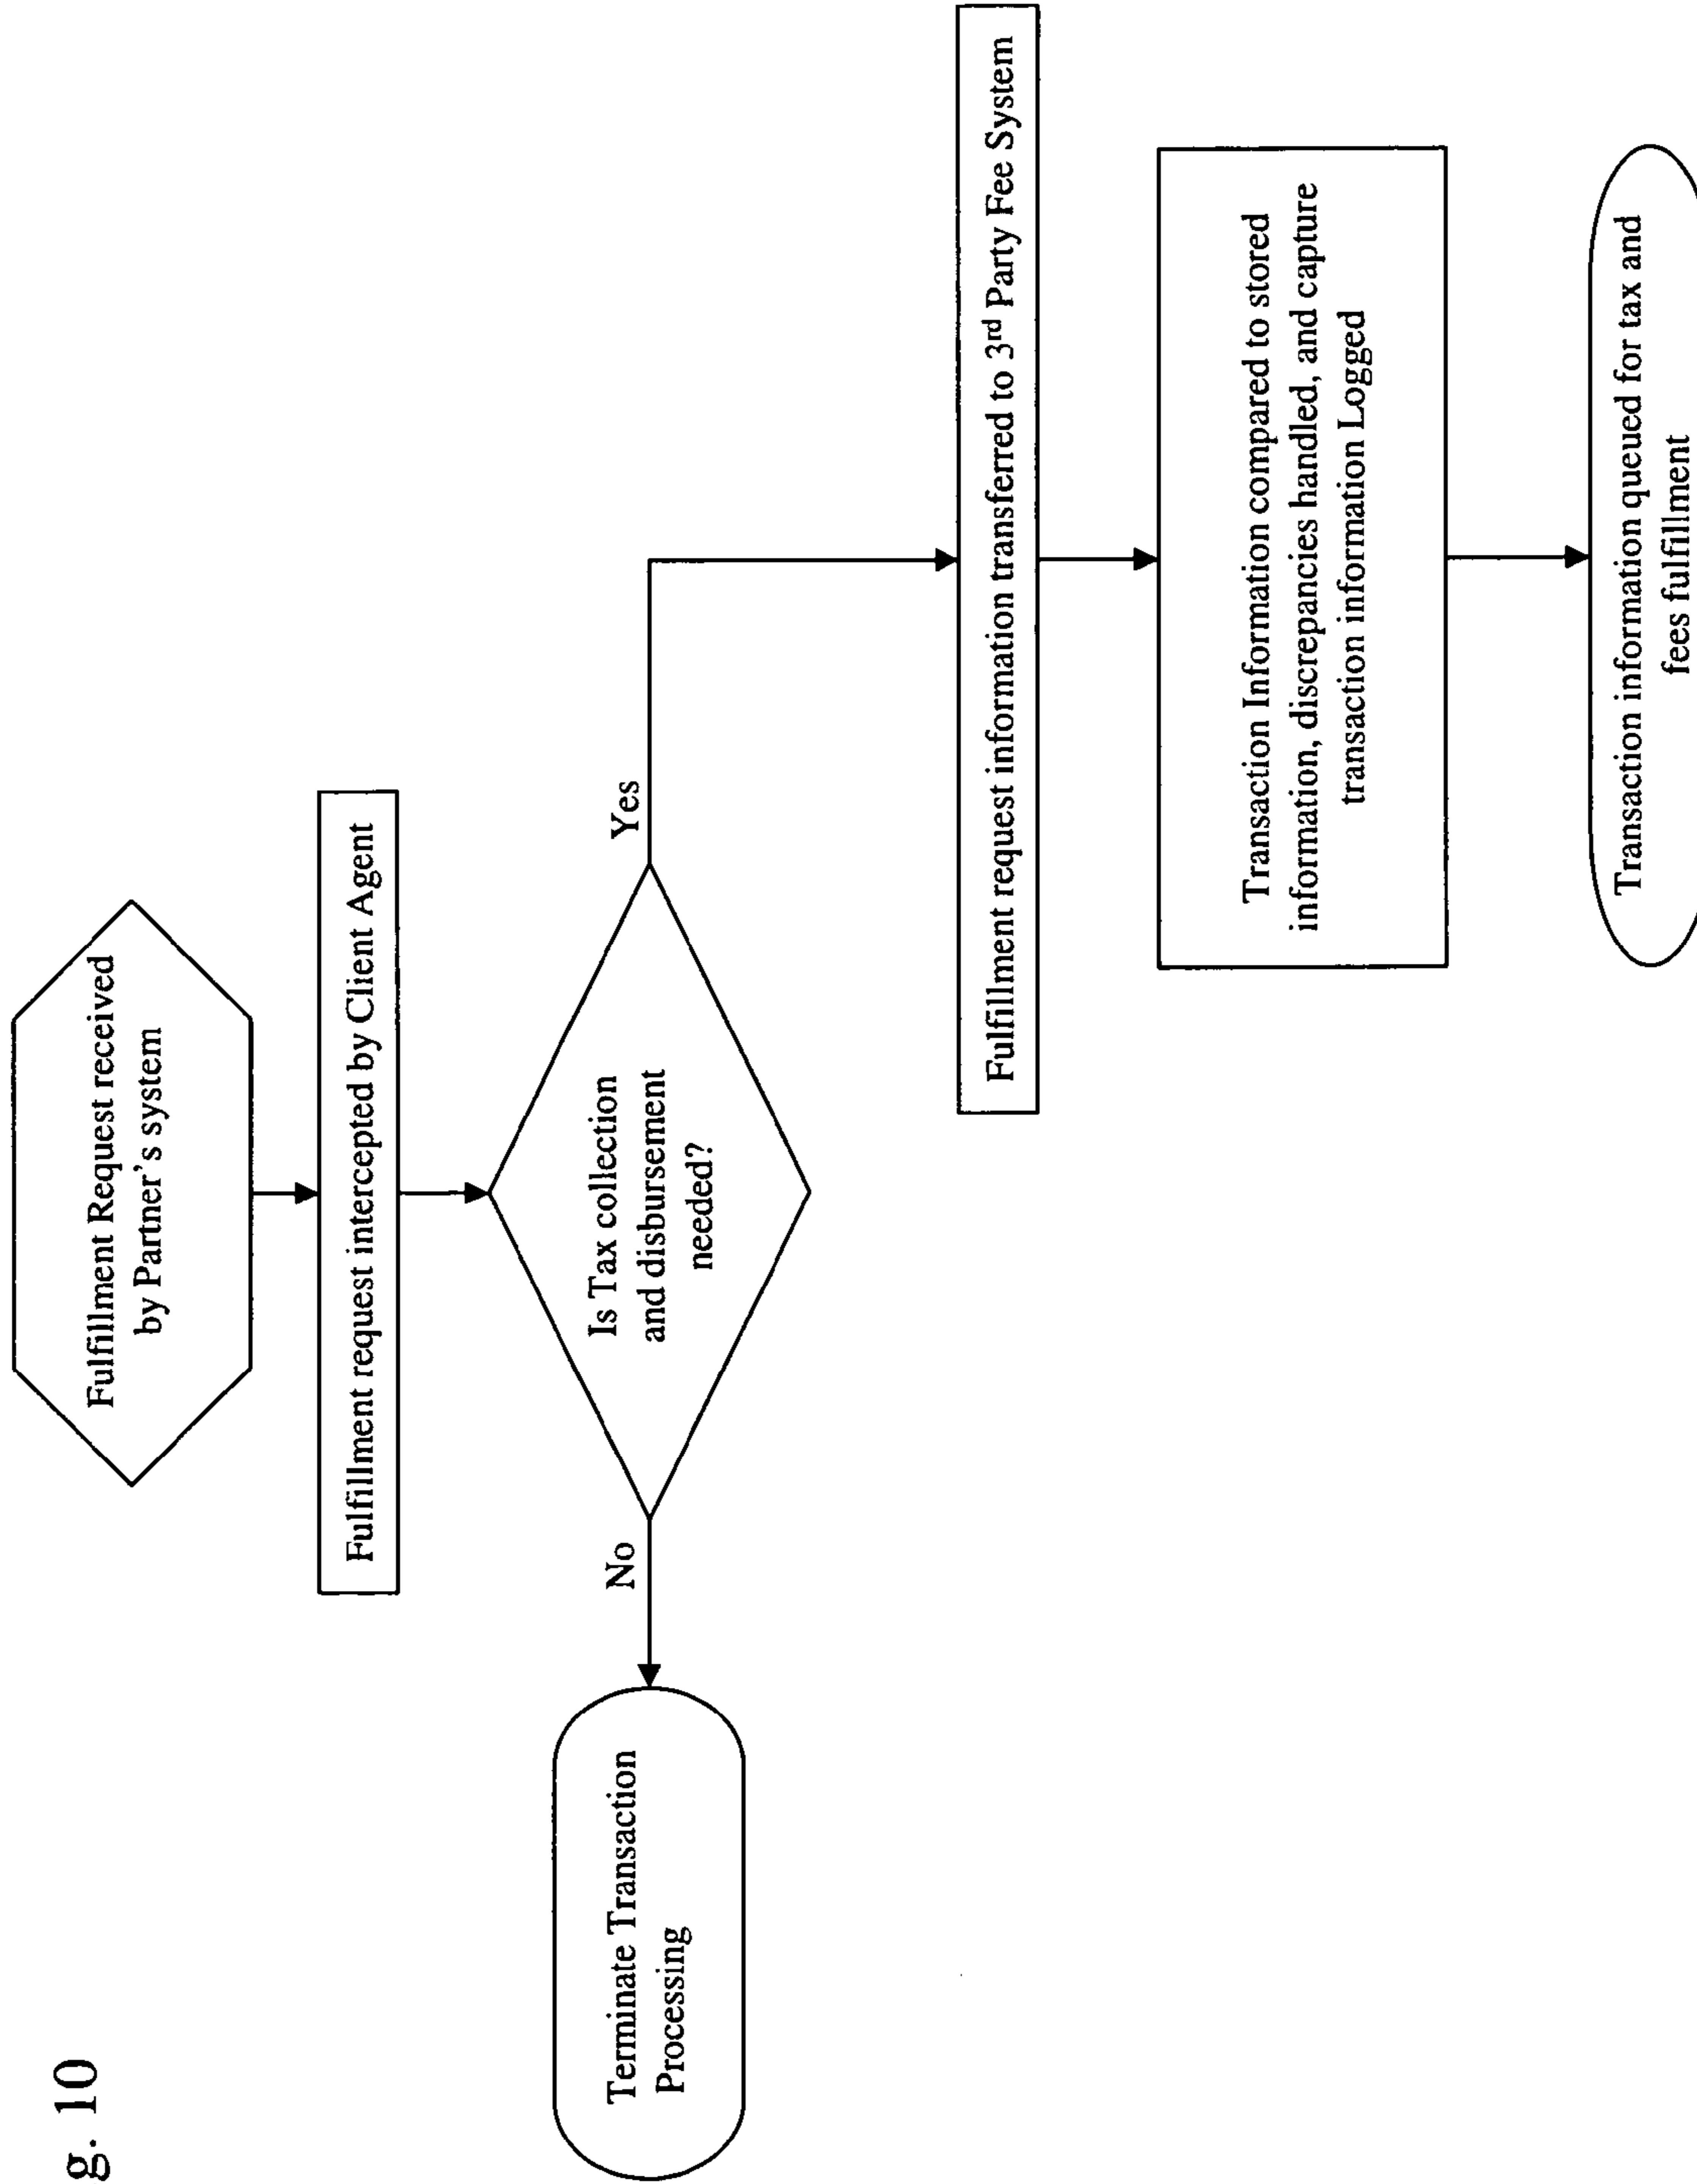 g. 10
Fulfillment Request received
by Partner's system
Fulfillment request intercepted by Client Agent
Is Tax collection
and disbursement
needed?
No
Yes
Terminate Transaction
Processing
Fulfillment request information transferred to 3rd Party Fee System
Transaction Information compared to stored
information, discrepancies handled, and capture
transaction information Logged
Transaction information queued for tax and
fees fulfillment